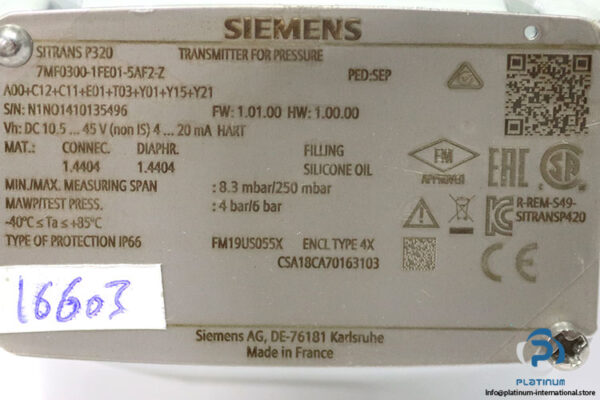 SIEMENS
SITRANS P320 TRANSMITTER FOR PRESSURE
7MF0300-1FE01-5AF2-Z PED:SEP
A00+C12+C11+E01+T03+Y01+Y15+Y21
S/N: N1NO1410135496 FW: 1.01.00 HW: 1.00.00
Vh: DC 10.5 ... 45 V (non IS) 4 ... 20 mA HART
MAT.: CONNEC. DIAPHR. FILLING
1.4404 1.4404 SILICONE OIL
FM
APPROVED
EAC
SA
MIN./MAX. MEASURING SPAN : 8.3 mbar/250 mbar
MAWP/TEST PRESS. : 4 bar/6 bar
R-REM-S49-
SITRANSP420
-40°C ≤ Ta ≤ +85°C
TYPE OF PROTECTION IP66 FM19US055X ENCL TYPE 4X
CSA18CA70163103
CE
16603
Siemens AG, DE-76181 Karlsruhe
Made in France
PLATINUM
info@platinum-international.store